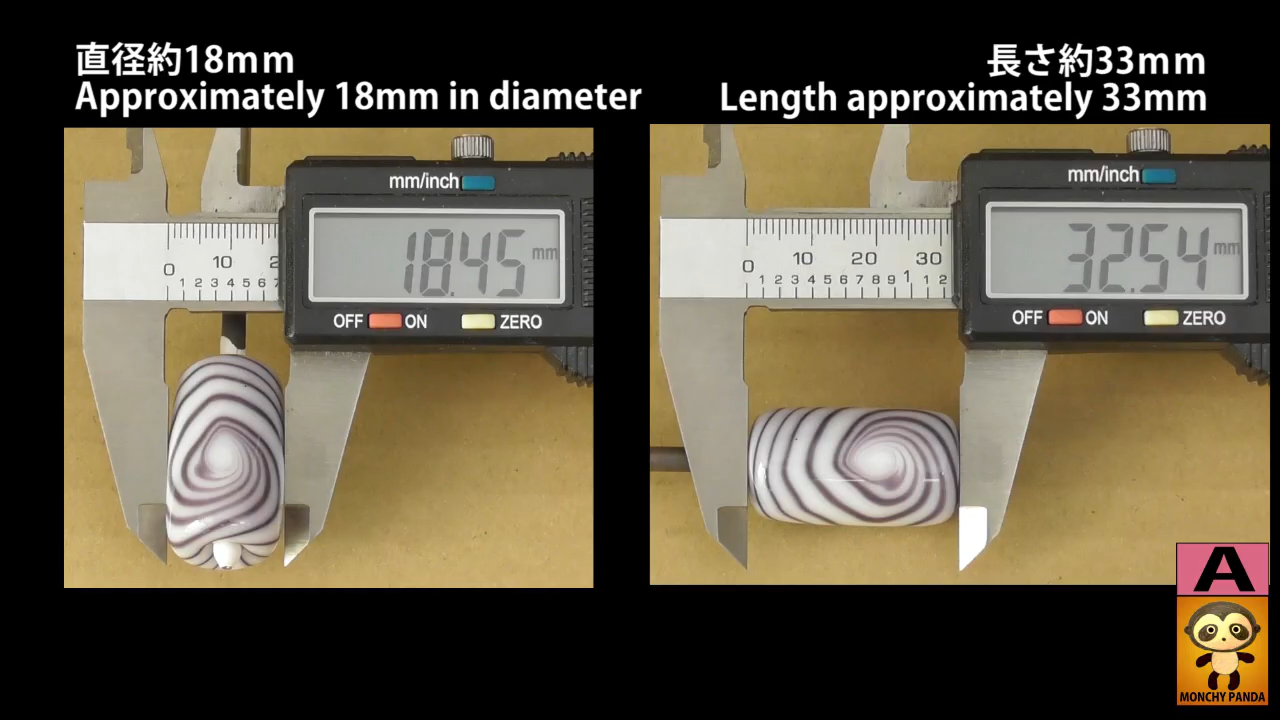 直径約18mm
Approximately 18mm in diameter
長さ約33mm
Length approximately 33mm
mm/inch
18.45 mm
0 10 2
1 2 3 4 5 6 7
OFF ON ZERO
mm/inch
32.54 mm
0 10 20 30
1 2 3 4 5 6 7 8 9 1 1 2
OFF ON ZERO
A
MONCHY PANDA